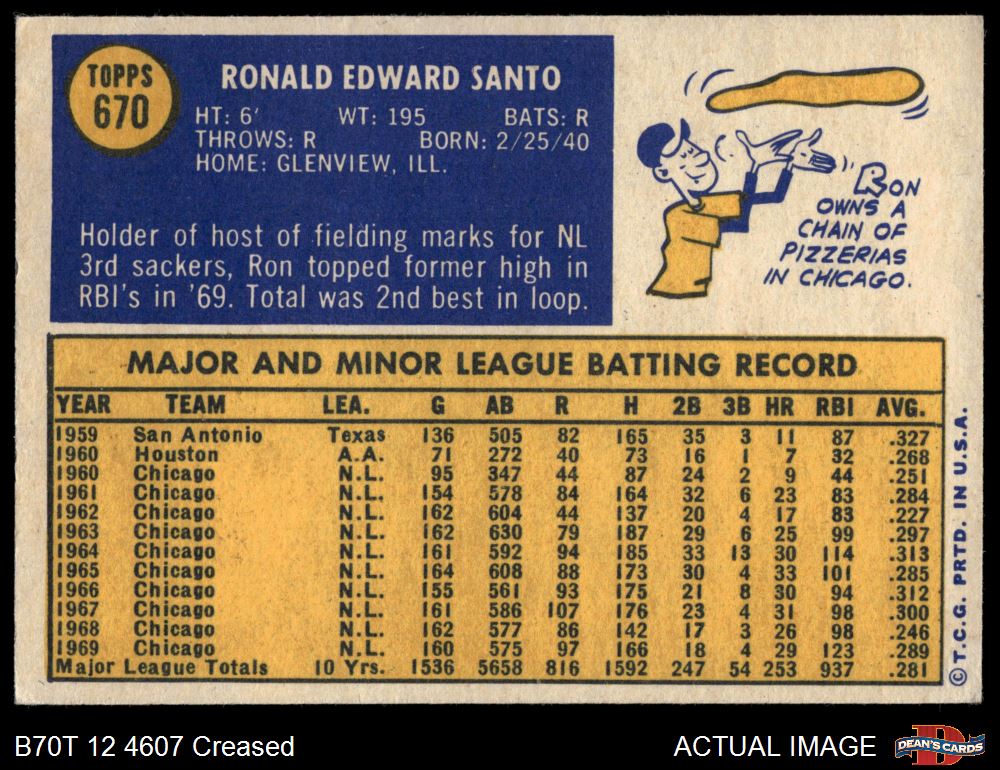 TOPPS
670
RONALD EDWARD SANTO
HT: 6' WT: 195 BATS: R
THROWS: R BORN: 2/25/40
HOME: GLENVIEW, ILL.
Holder of host of fielding marks for NL
3rd sackers, Ron topped former high in
RBI's in '69. Total was 2nd best in loop.
RON
OWNS A
CHAIN OF
PIZZERIAS
IN CHICAGO.
MAJOR AND MINOR LEAGUE BATTING RECORD
YEAR TEAM LEA. G AB R H 2B 3B HR RBI AVG.
1959 San Antonio Texas 136 505 82 165 35 3 11 87 .327
1960 Houston A.A. 71 272 40 73 16 1 7 32 .268
1960 Chicago N.L. 95 347 44 87 24 2 9 44 .251
1961 Chicago N.L. 154 578 84 164 32 6 23 83 .284
1962 Chicago N.L. 162 604 44 137 20 4 17 83 .227
1963 Chicago N.L. 162 630 79 187 29 6 25 99 .297
1964 Chicago N.L. 161 592 94 185 33 13 30 114 .313
1965 Chicago N.L. 164 608 88 173 30 4 33 101 .285
1966 Chicago N.L. 155 561 93 175 21 8 30 94 .312
1967 Chicago N.L. 161 586 107 176 23 4 31 98 .300
1968 Chicago N.L. 162 577 86 142 17 3 26 98 .246
1969 Chicago N.L. 160 575 97 166 18 4 29 123 .289
Major League Totals 10 Yrs. 1536 5658 816 1592 247 54 253 937 .281
© T.C.G. PRTD. IN U.S.A.
B70T 12 4607 Creased
ACTUAL IMAGE
DEAN'S CARDS